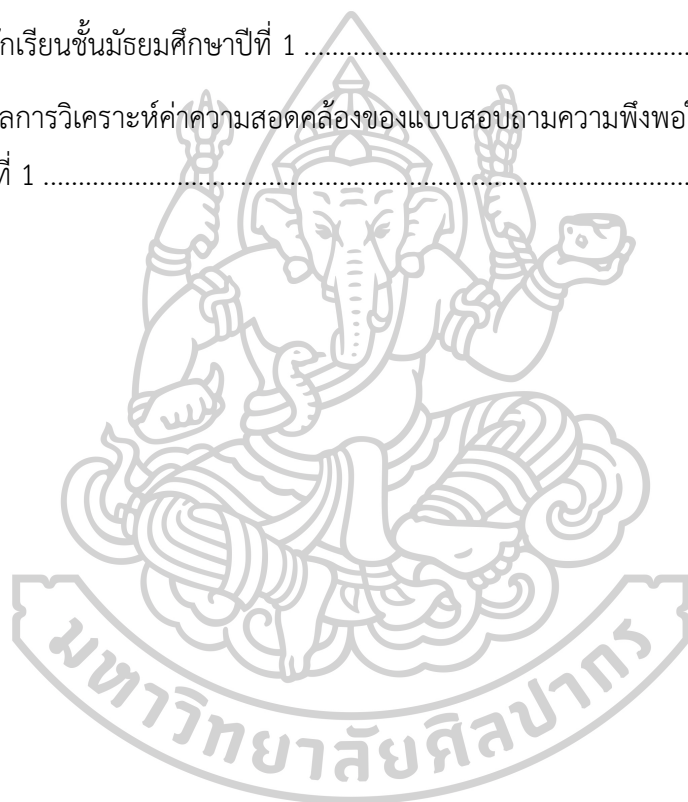 กเรียนชั้นมัธยมศึกษาปีที่ 1 ......................................................
ลการวิเคราะห์ค่าความสอดคล้องของแบบสอบถามความพึงพอ
ที่ 1 ............................................................................................
มหาวิทยาลัยศิลปากร